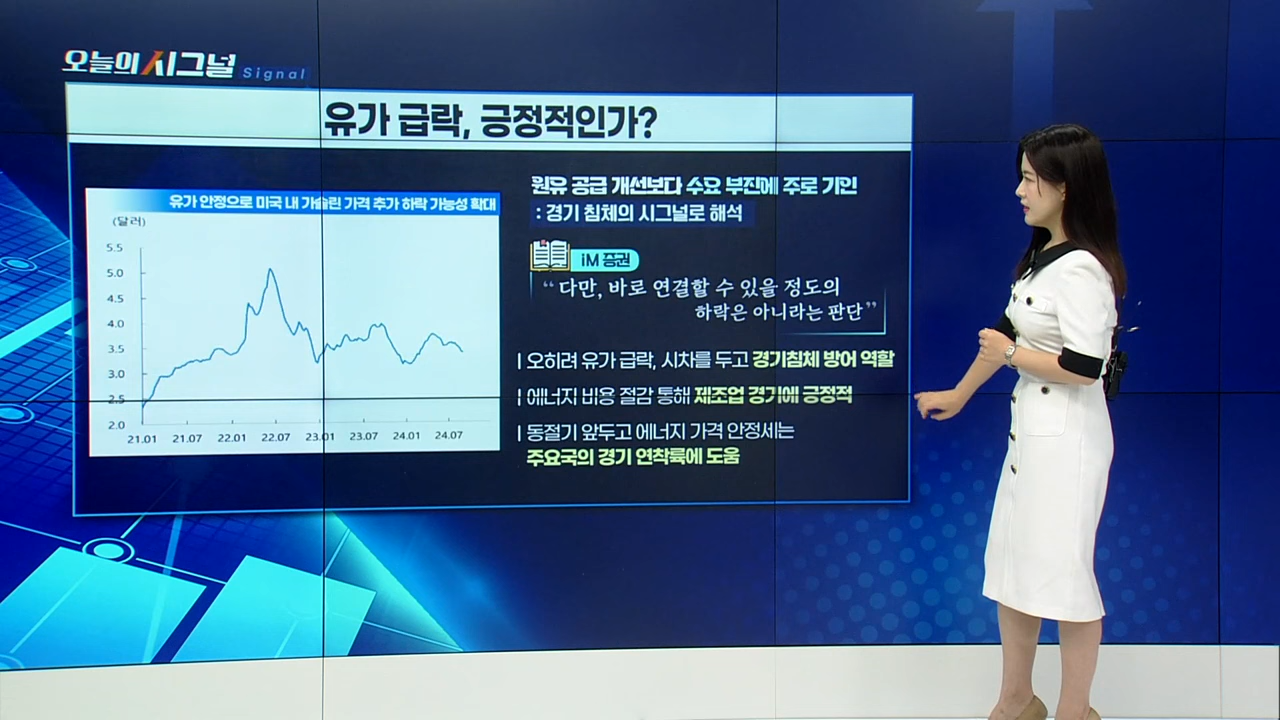 오늘의 시그널 Signal
유가 급락, 긍정적인가?
유가 안정으로 미국 내 가솔린 가격 추가 하락 가능성 확대
(달러)
5.5
5.0
4.5
4.0
3.5
3.0
2.5
2.0
21.01 21.07 22.01 22.07 23.01 23.07 24.01 24.07
원유 공급 개선보다 수요 부진에 주로 기인
: 경기 침체의 시그널로 해석
iM 증권
“ 다만, 바로 연결할 수 있을 정도의
하락은 아니라는 판단 ”
| 오히려 유가 급락, 시차를 두고 경기침체 방어 역할
| 에너지 비용 절감 통해 제조업 경기에 긍정적
| 동절기 앞두고 에너지 가격 안정세는
주요국의 경기 연착륙에 도움